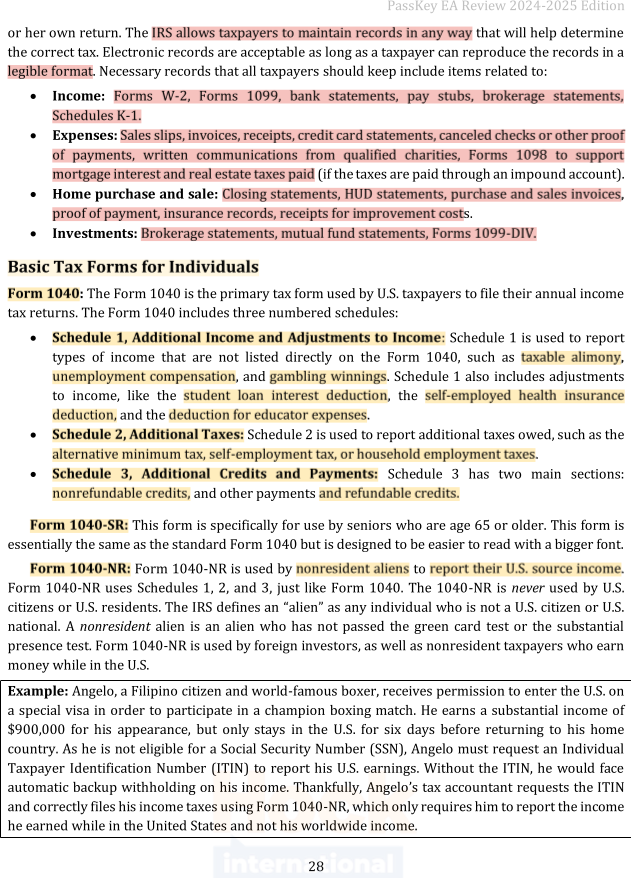 PassKey EA Review 2024-2025 Edition
or her own return. The IRS allows taxpayers to maintain records in any way that will help determine
the correct tax. Electronic records are acceptable as long as a taxpayer can reproduce the records in a
legible format. Necessary records that all taxpayers should keep include items related to:
• Income: Forms W-2, Forms 1099, bank statements, pay stubs, brokerage statements,
Schedules K-1.
• Expenses: Sales slips, invoices, receipts, credit card statements, canceled checks or other proof
of payments, written communications from qualified charities, Forms 1098 to support
mortgage interest and real estate taxes paid (if the taxes are paid through an impound account).
• Home purchase and sale: Closing statements, HUD statements, purchase and sales invoices,
proof of payment, insurance records, receipts for improvement costs.
• Investments: Brokerage statements, mutual fund statements, Forms 1099-DIV.
Basic Tax Forms for Individuals
Form 1040: The Form 1040 is the primary tax form used by U.S. taxpayers to file their annual income
tax returns. The Form 1040 includes three numbered schedules:
• Schedule 1, Additional Income and Adjustments to Income: Schedule 1 is used to report
types of income that are not listed directly on the Form 1040, such as taxable alimony,
unemployment compensation, and gambling winnings. Schedule 1 also includes adjustments
to income, like the student loan interest deduction, the self-employed health insurance
deduction, and the deduction for educator expenses.
• Schedule 2, Additional Taxes: Schedule 2 is used to report additional taxes owed, such as the
alternative minimum tax, self-employment tax, or household employment taxes.
• Schedule 3, Additional Credits and Payments: Schedule 3 has two main sections:
nonrefundable credits, and other payments and refundable credits.
Form 1040-SR: This form is specifically for use by seniors who are age 65 or older. This form is
essentially the same as the standard Form 1040 but is designed to be easier to read with a bigger font.
Form 1040-NR: Form 1040-NR is used by nonresident aliens to report their U.S. source income.
Form 1040-NR uses Schedules 1, 2, and 3, just like Form 1040. The 1040-NR is never used by U.S.
citizens or U.S. residents. The IRS defines an “alien” as any individual who is not a U.S. citizen or U.S.
national. A nonresident alien is an alien who has not passed the green card test or the substantial
presence test. Form 1040-NR is used by foreign investors, as well as nonresident taxpayers who earn
money while in the U.S.
Example: Angelo, a Filipino citizen and world-famous boxer, receives permission to enter the U.S. on
a special visa in order to participate in a champion boxing match. He earns a substantial income of
$900,000 for his appearance, but only stays in the U.S. for six days before returning to his home
country. As he is not eligible for a Social Security Number (SSN), Angelo must request an Individual
Taxpayer Identification Number (ITIN) to report his U.S. earnings. Without the ITIN, he would face
automatic backup withholding on his income. Thankfully, Angelo’s tax accountant requests the ITIN
and correctly files his income taxes using Form 1040-NR, which only requires him to report the income
he earned while in the United States and not his worldwide income.
international
28